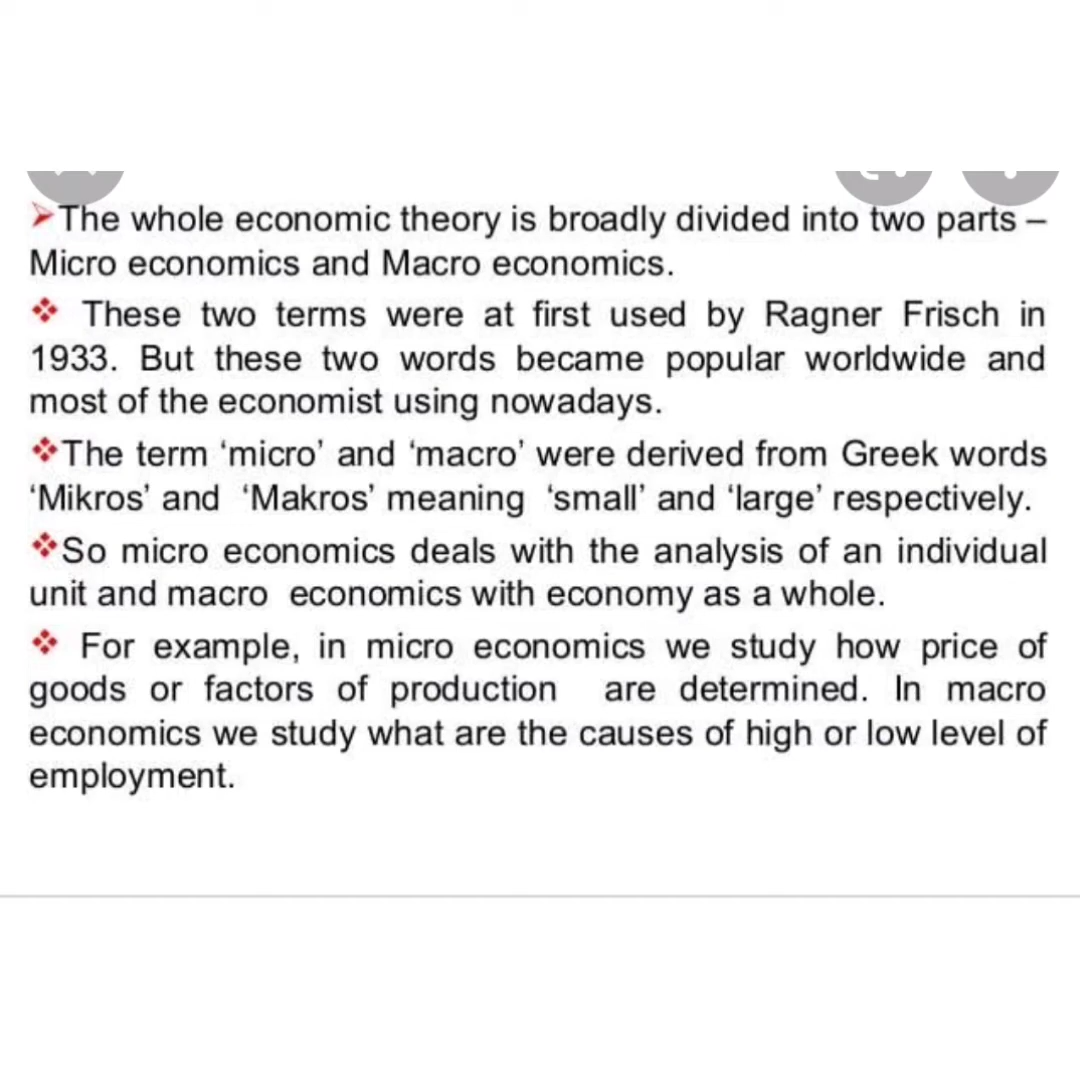 ➢The whole economic theory is broadly divided into two parts –
Micro economics and Macro economics.
❖ These two terms were at first used by Ragner Frisch in
1933. But these two words became popular worldwide and
most of the economist using nowadays.
❖The term ‘micro’ and ‘macro’ were derived from Greek words
‘Mikros’ and ‘Makros’ meaning ‘small’ and ‘large’ respectively.
❖So micro economics deals with the analysis of an individual
unit and macro economics with economy as a whole.
❖ For example, in micro economics we study how price of
goods or factors of production are determined. In macro
economics we study what are the causes of high or low level of
employment.